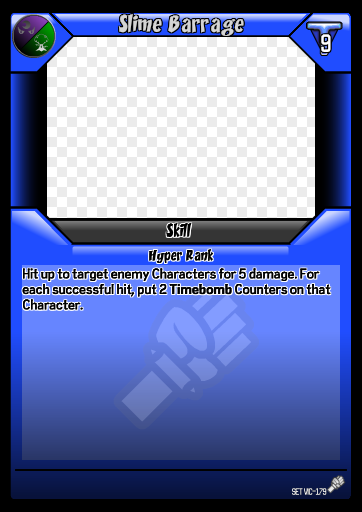 Slime Barrage
9
Skill
Hyper Rank
Hit up to target enemy Characters for 5 damage. For
each successful hit, put 2 Timebomb Counters on that
Character.
SET VIC-179